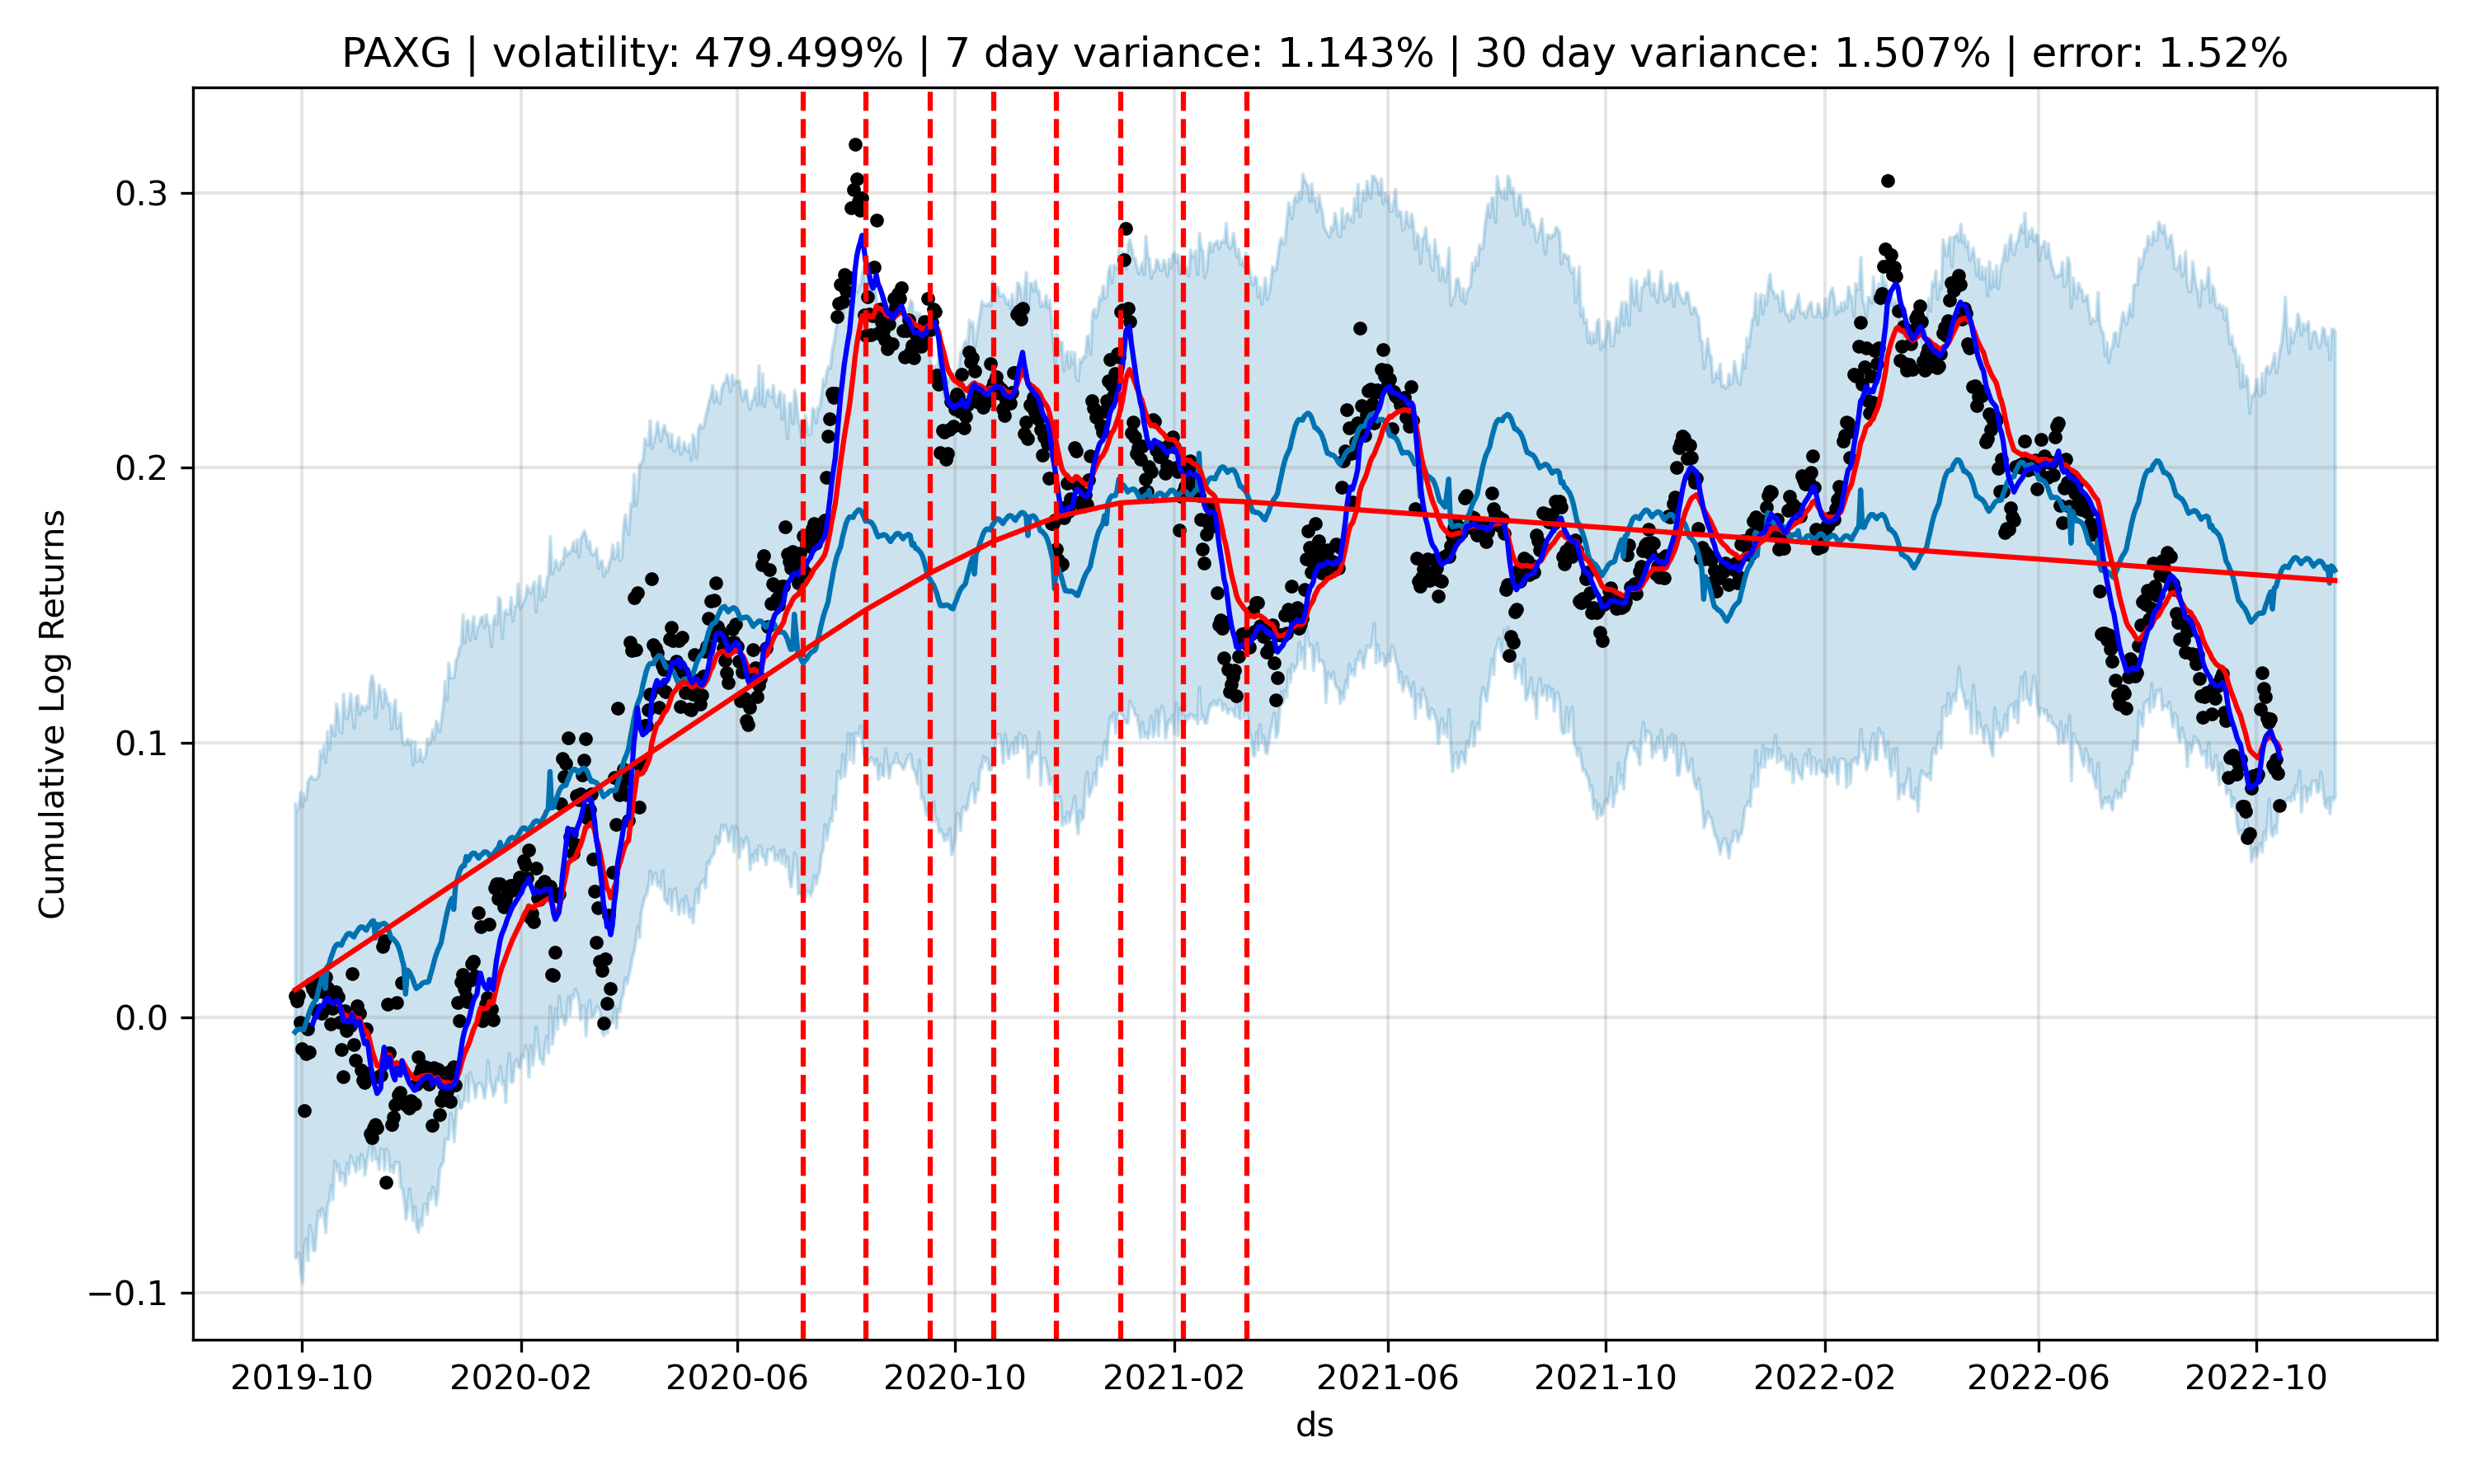 PAXG | volatility: 479.499% | 7 day variance: 1.143% | 30 day variance: 1.507% | error: 1.52%
Cumulative Log Returns
0.3
0.2
0.1
0.0
−0.1
2019-10 2020-02 2020-06 2020-10 2021-02 2021-06 2021-10 2022-02 2022-06 2022-10
ds